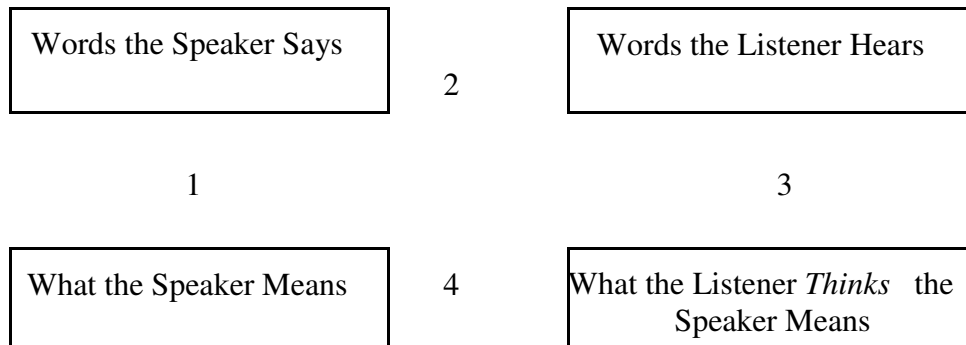 Words the Speaker Says
Words the Listener Hears
2
1
3
What the Speaker Means
4
What the Listener Thinks the
Speaker Means